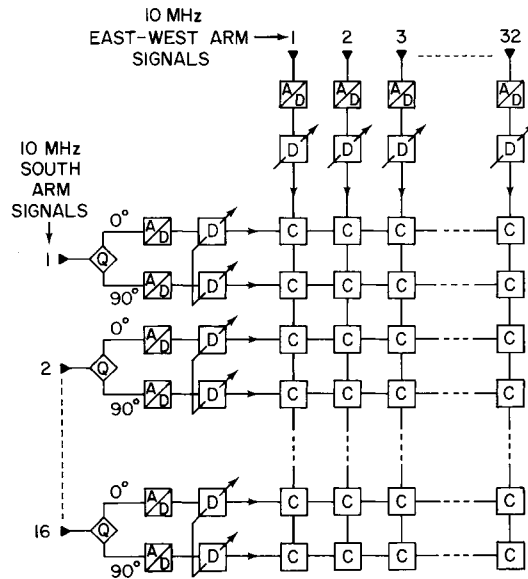 10 MHz
EAST-WEST ARM
SIGNALS
1 2 3 32
A/D A/D A/D A/D
D D D D
10 MHz
SOUTH
ARM
SIGNALS
0°
A/D D C C C C
1 Q
90° A/D D C C C C
0°
A/D D C C C C
2 Q
90° A/D D C C C C
0°
A/D D C C C C
16 Q
90° A/D D C C C C